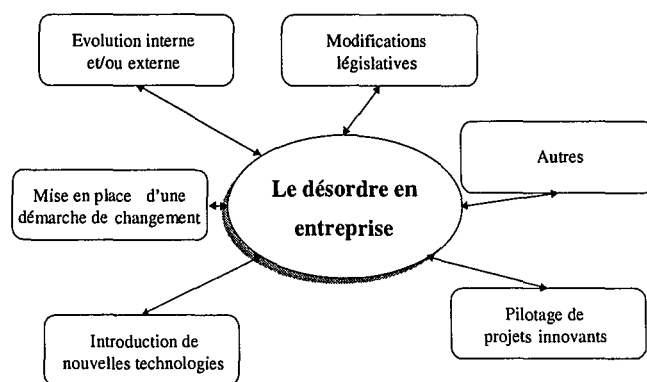 Evolution interne
et/ou externe
Modifications
législatives
Autres
Le désordre en
entreprise
Mise en place d'une
démarche de changement
Introduction de
nouvelles technologies
Pilotage de
projets innovants